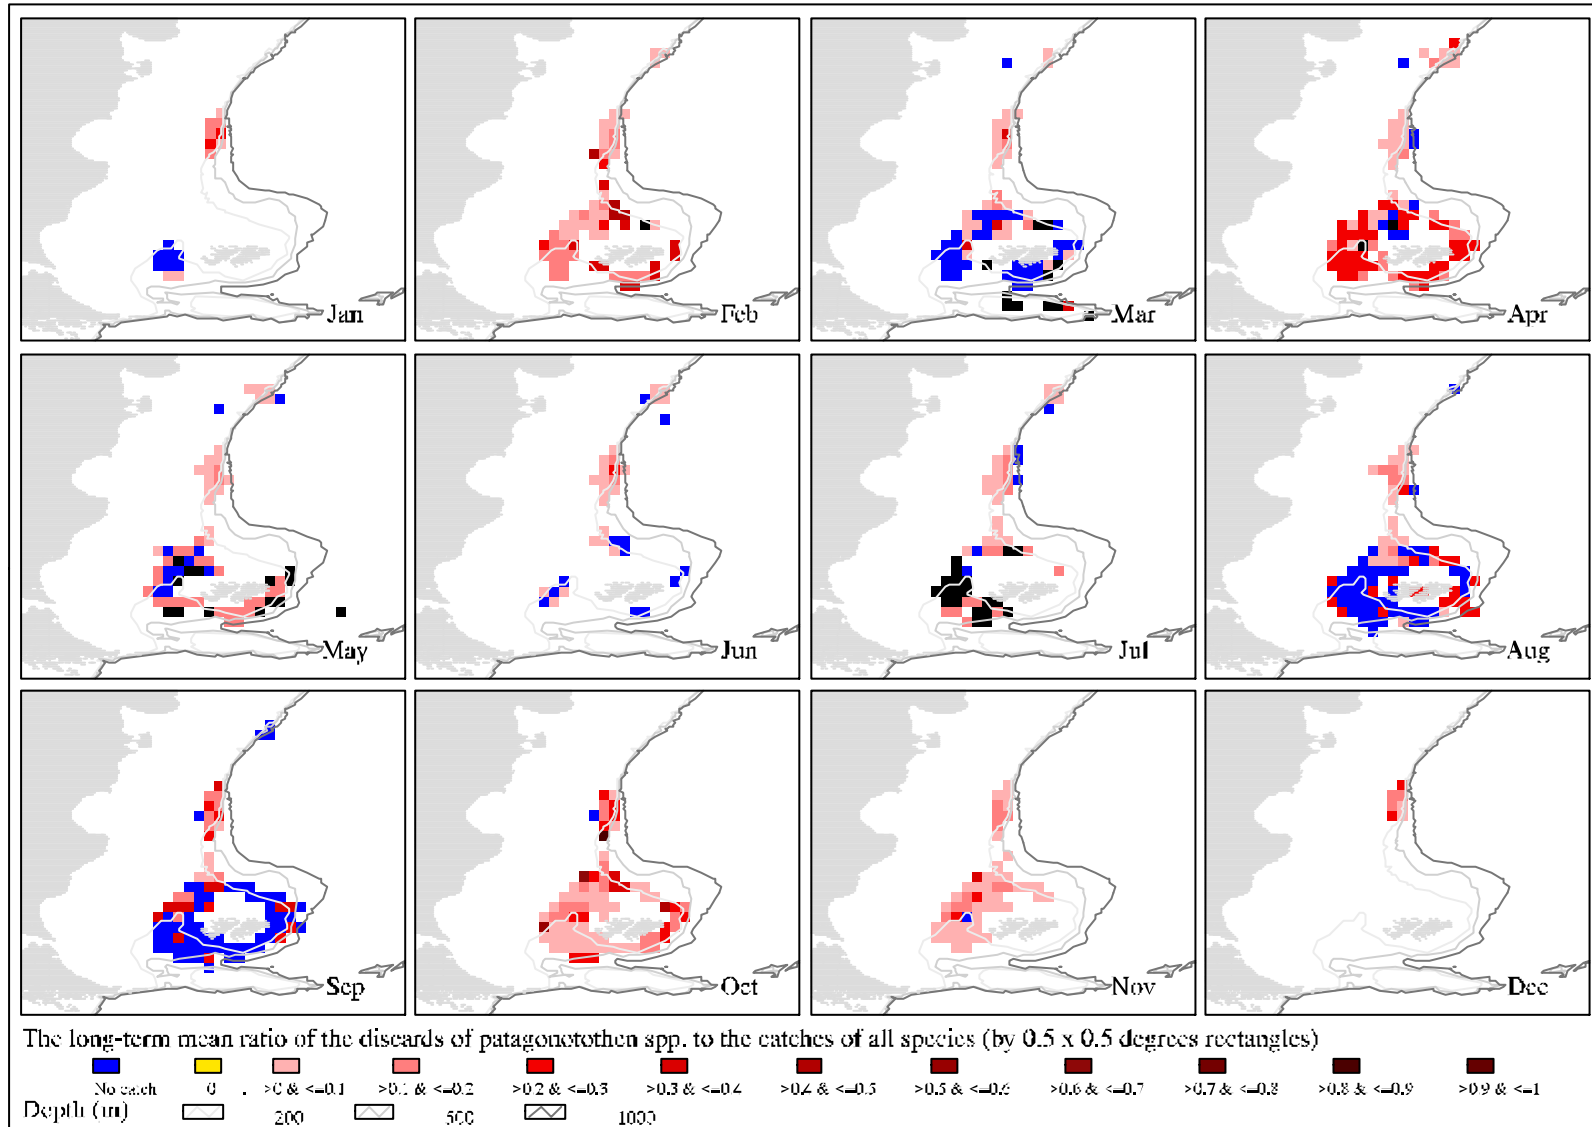 Jan
Feb
Mar
Apr
May
Jun
Jul
Aug
Sep
Oct
Nov
Dec
The long-term mean ratio of the discards of patagonotothen spp. to the catches of all species (by 0.5 x 0.5 degrees rectangles)
No catch 0 >0 & <=0.1 >0.1 & <=0.2 >0.2 & <=0.3 >0.3 & <=0.4 >0.4 & <=0.5 >0.5 & <=0.6 >0.6 & <=0.7 >0.7 & <=0.8 >0.8 & <=0.9 >0.9 & <=1
Depth (m) 200 500 1000